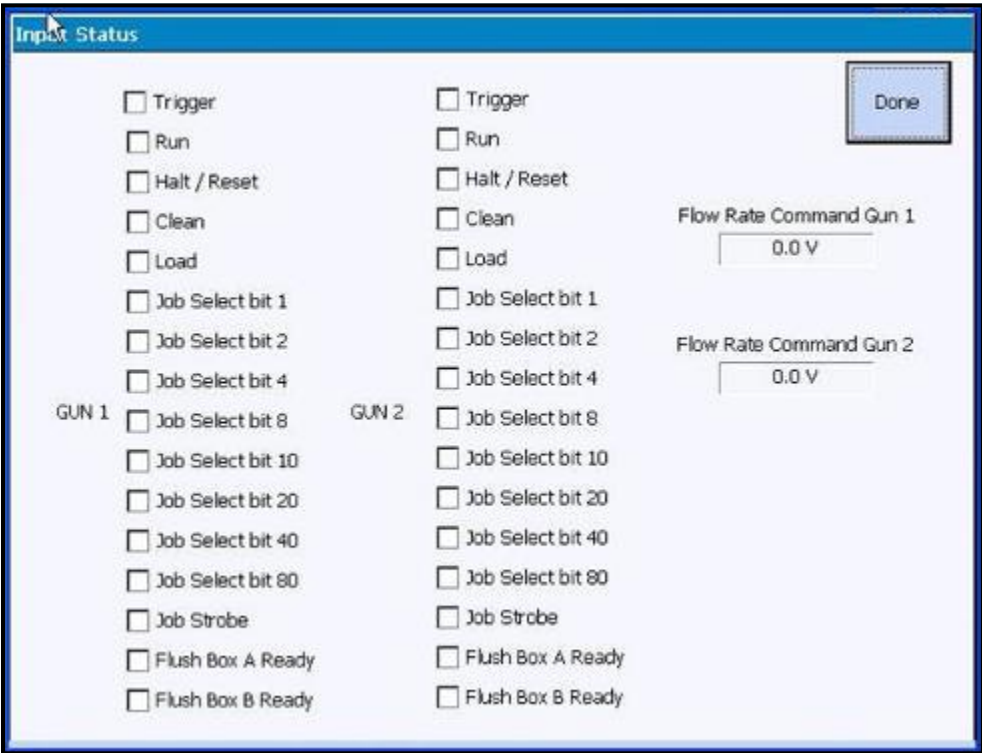 Input Status
Done
GUN 1
Trigger
Run
Halt / Reset
Clean
Load
Job Select bit 1
Job Select bit 2
Job Select bit 4
Job Select bit 8
Job Select bit 10
Job Select bit 20
Job Select bit 40
Job Select bit 80
Job Strobe
Flush Box A Ready
Flush Box B Ready
GUN 2
Trigger
Run
Halt / Reset
Clean
Load
Job Select bit 1
Job Select bit 2
Job Select bit 4
Job Select bit 8
Job Select bit 10
Job Select bit 20
Job Select bit 40
Job Select bit 80
Job Strobe
Flush Box A Ready
Flush Box B Ready
Flow Rate Command Gun 1
0.0 V
Flow Rate Command Gun 2
0.0 V